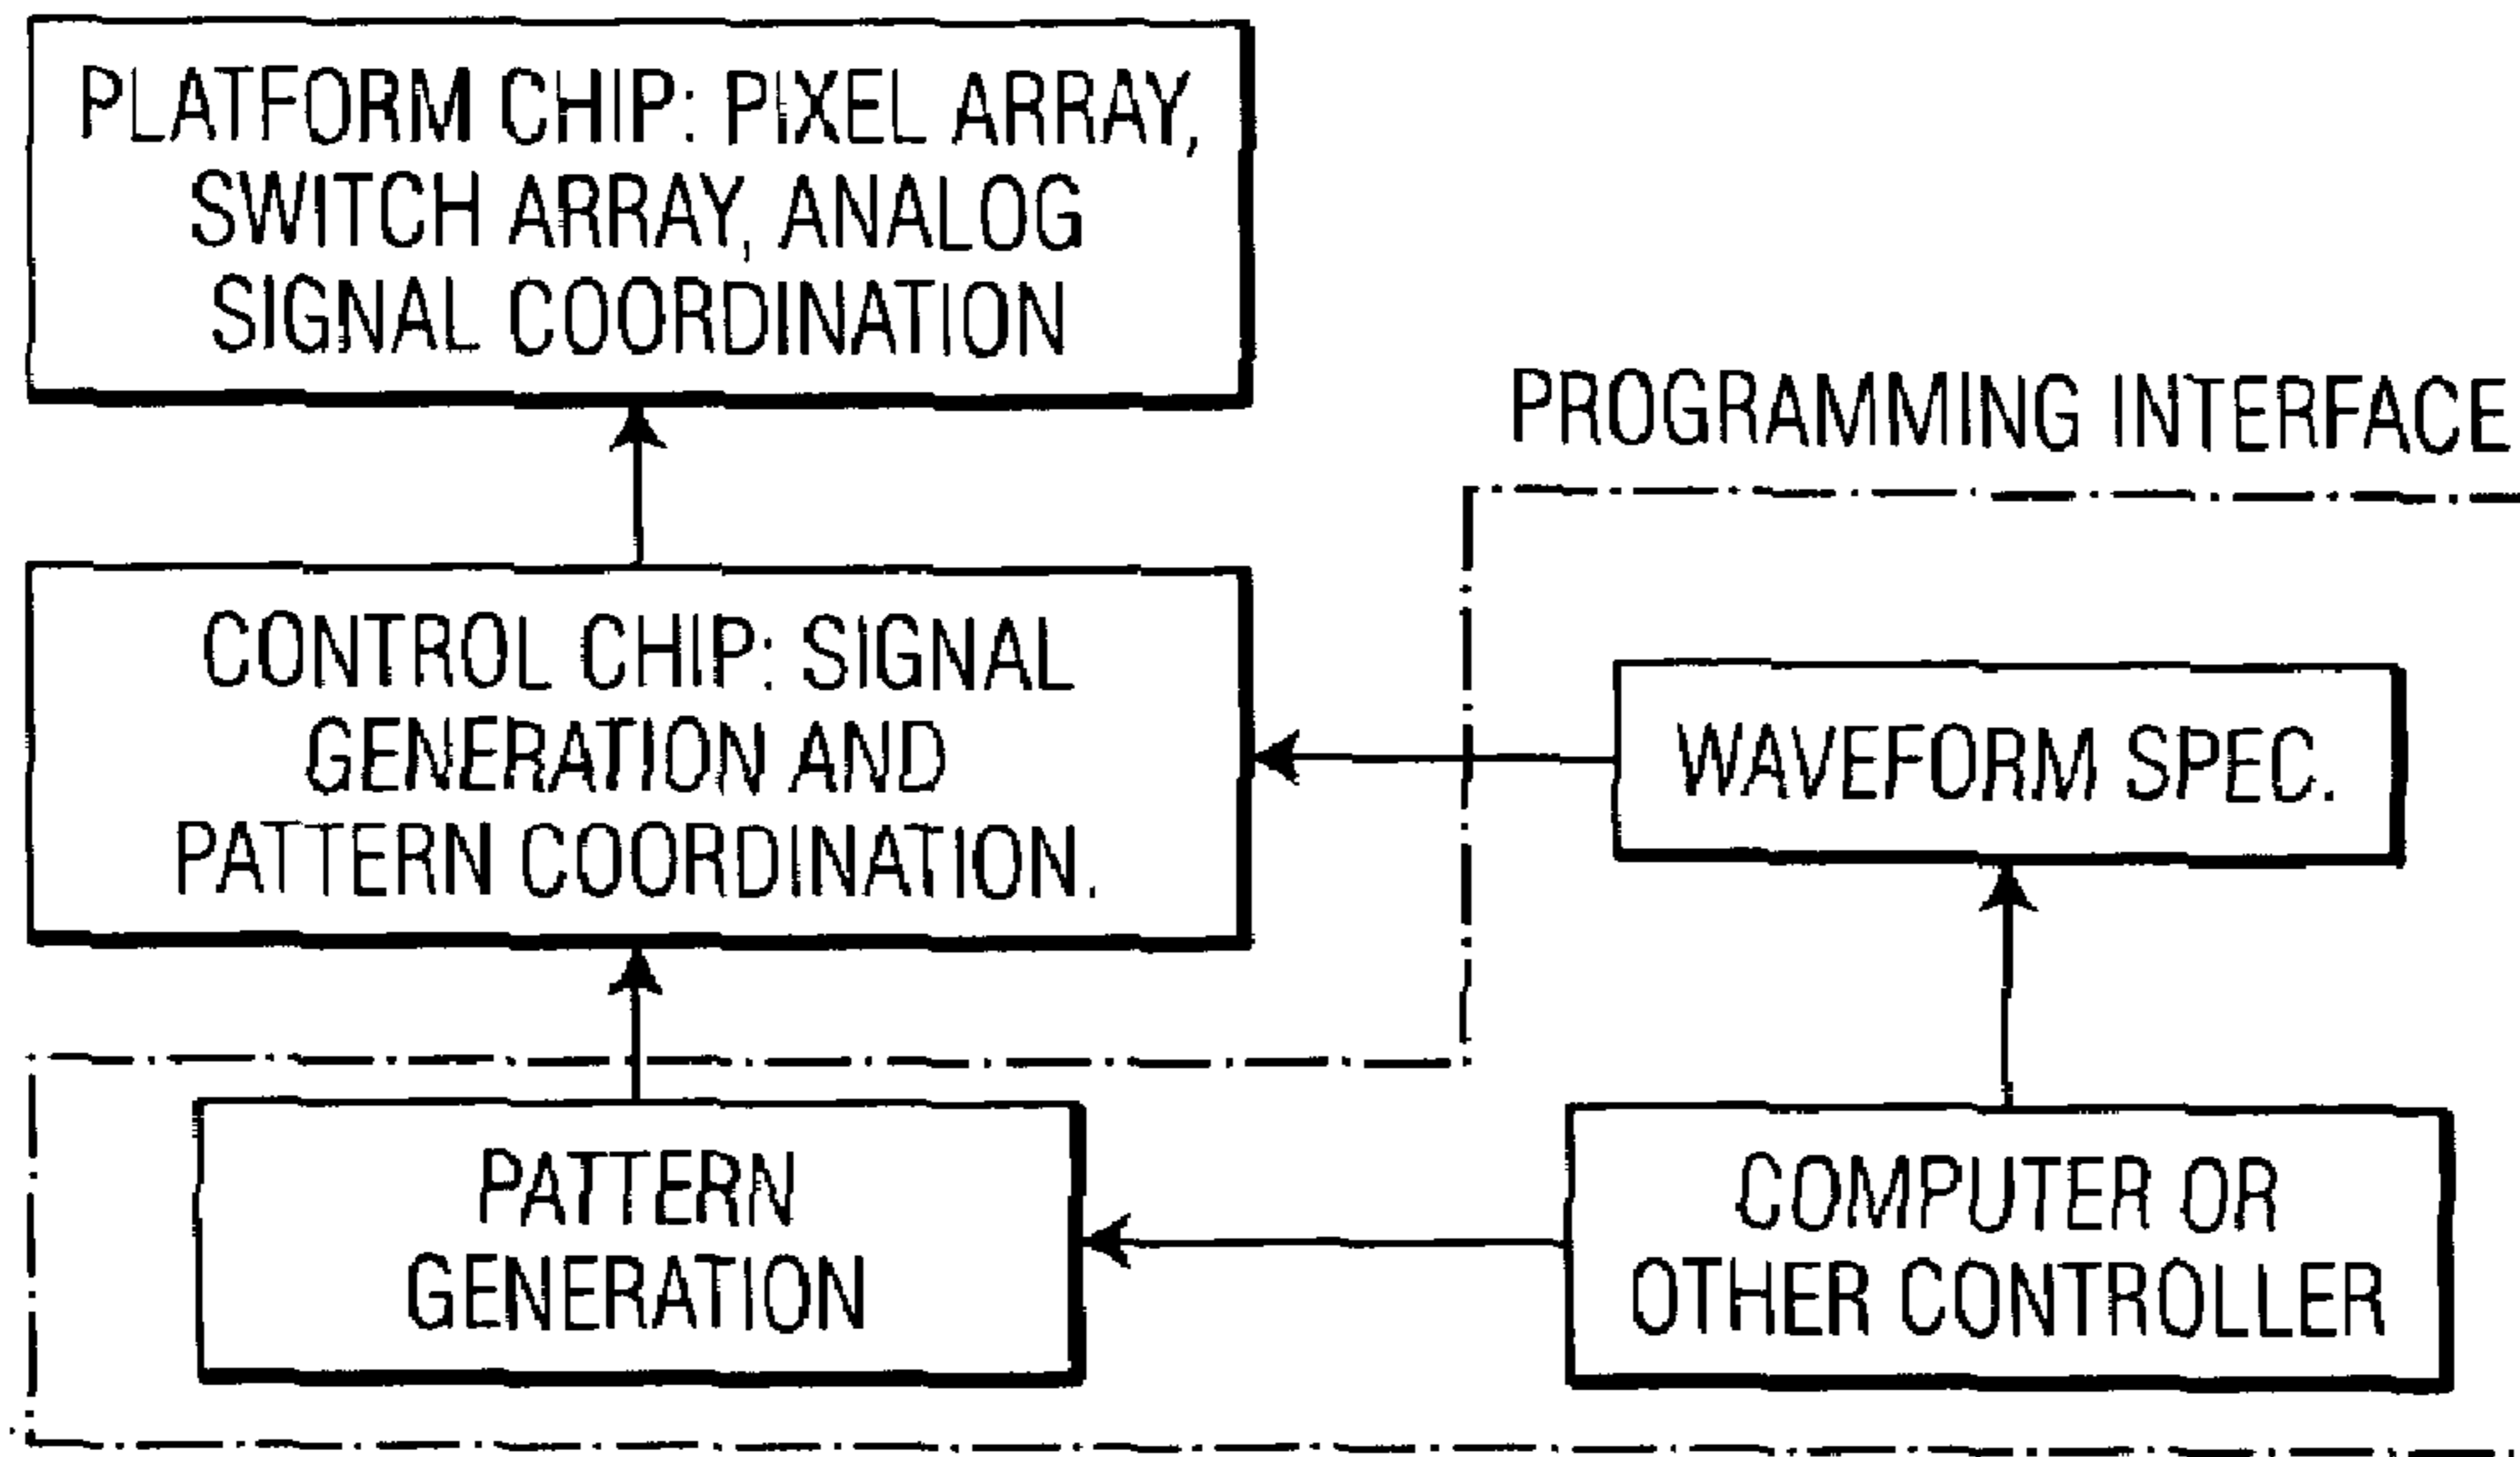 PLATFORM CHIP: PIXEL ARRAY,
SWITCH ARRAY, ANALOG
SIGNAL COORDINATION
PROGRAMMING INTERFACE
CONTROL CHIP: SIGNAL
GENERATION AND
PATTERN COORDINATION.
WAVEFORM SPEC.
PATTERN
GENERATION
COMPUTER OR
OTHER CONTROLLER